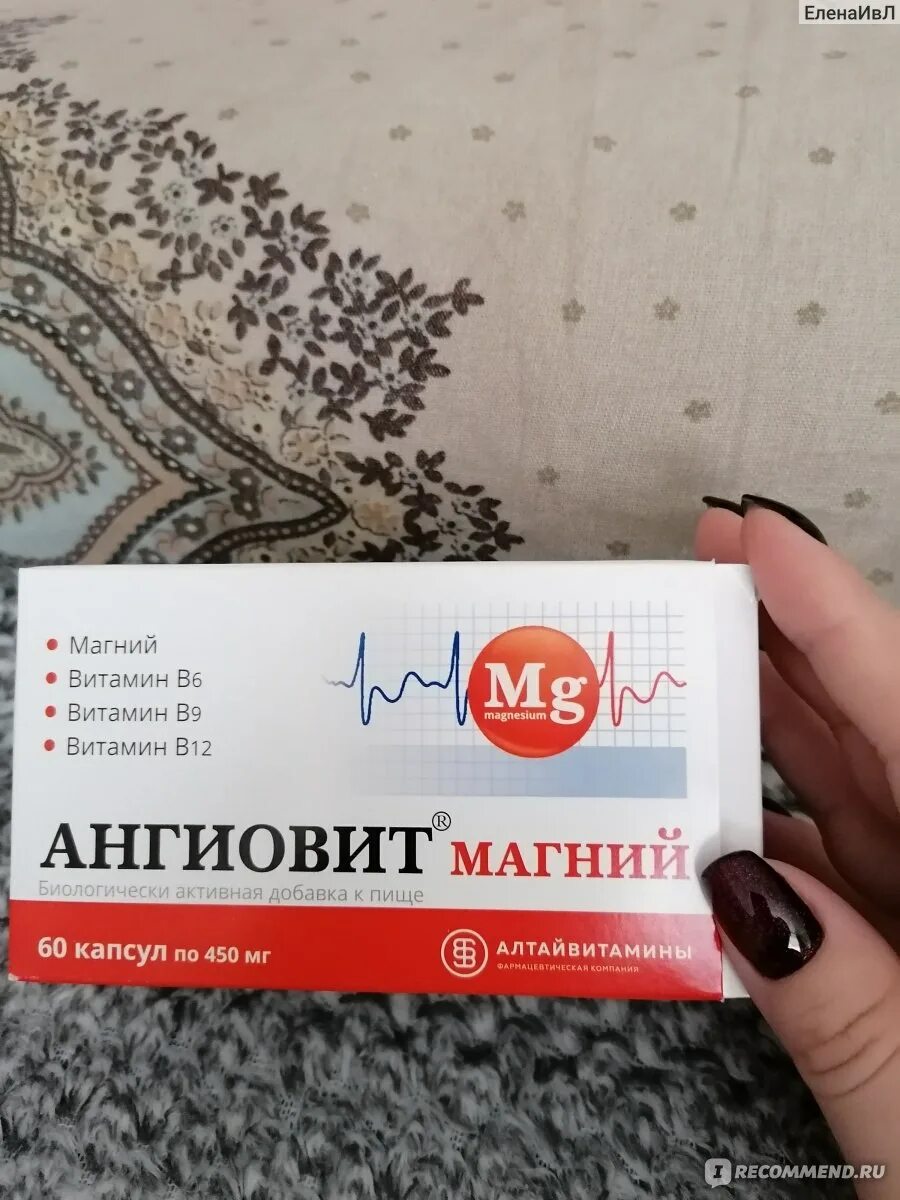 ЕленаИвЛ
• Магний
• Витамин B6
• Витамин B9
• Витамин B12
Mg
magnesium
АНГИОВИТ® МАГНИЙ
Биологически активная добавка к пище
60 капсул по 450 мг
АЛТАЙВИТАМИНЫ
ФАРМАЦЕВТИЧЕСКАЯ КОМПАНИЯ
IRECOMMEND.RU